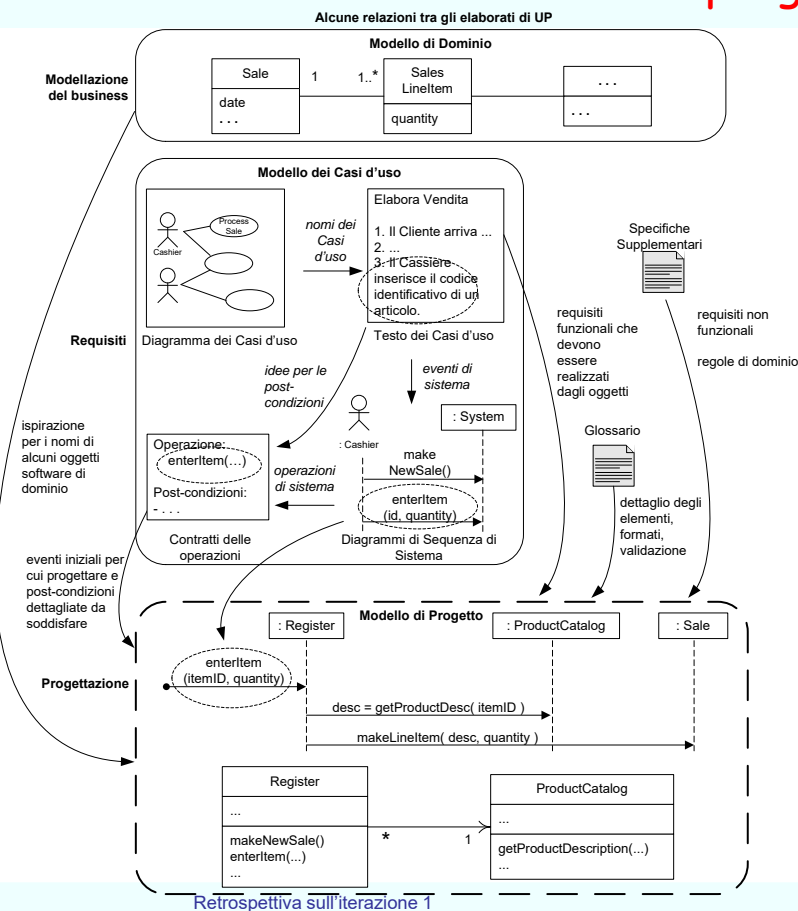 Alcune relazioni tra gli elaborati di UP
Modello di Dominio
Modellazione
del business
Sale
date
. . .
1
1..*
Sales
LineItem
quantity
. . .
. . .
Modello dei Casi d'uso
Process
Sale
Cashier
nomi dei
Casi
d'uso
Elabora Vendita
1. Il Cliente arriva ...
2. ...
3. Il Cassiere
inserisce il codice
identificativo di un
articolo.
Specifiche
Supplementari
Requisiti
Diagramma dei Casi d'uso
Testo dei Casi d'uso
requisiti
funzionali che
devono
essere
realizzati
dagli oggetti
requisiti non
funzionali
regole di dominio
idee per le
post-
condizioni
eventi di
sistema
: System
: Cashier
make
NewSale()
enterItem
(id, quantity)
Operazione:
enterItem(…)
Post-condizioni:
- . . .
operazioni
di sistema
Contratti delle
operazioni
Diagrammi di Sequenza di
Sistema
Glossario
dettaglio degli
elementi,
formati,
validazione
ispirazione
per i nomi di
alcuni oggetti
software di
dominio
eventi iniziali per
cui progettare e
post-condizioni
dettagliate da
soddisfare
Modello di Progetto
: Register
: ProductCatalog
: Sale
Progettazione
enterItem
(itemID, quantity)
desc = getProductDesc( itemID )
makeLineItem( desc, quantity )
Register
...
makeNewSale()
enterItem(...)
...
*
1
ProductCatalog
...
getProductDescription(...)
...
Retrospettiva sull'iterazione 1